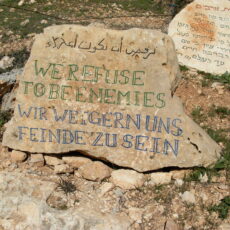 نرفض ان نكون اعداء
WE REFUSE
TO BE ENEMIES
WIR WEIGERN UNS
FEINDE ZU SEIN